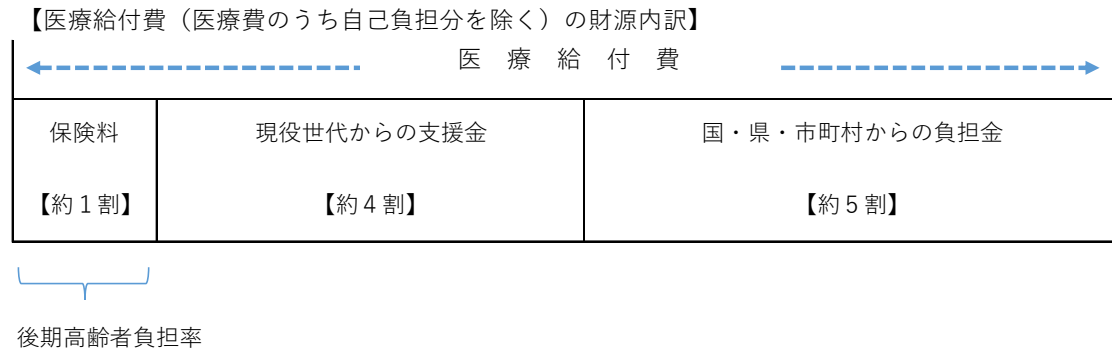 【医療給付費（医療費のうち自己負担分を除く）の財源内訳】
医　療　給　付　費
保険料
現役世代からの支援金
国・県・市町村からの負担金
【約１割】
【約４割】
【約５割】
後期高齢者負担率